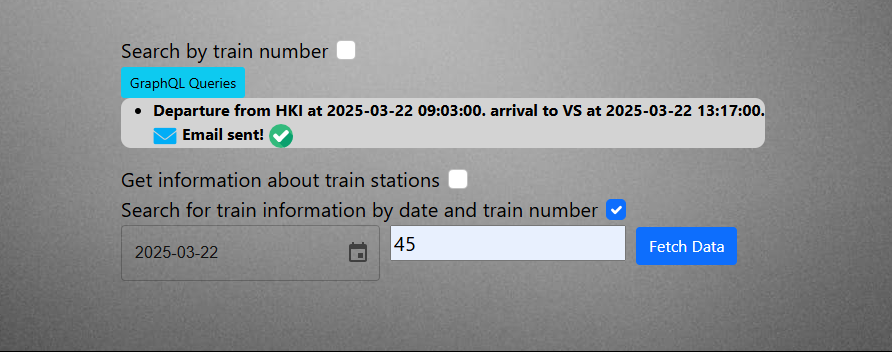 Search by train number
GraphQL Queries
Departure from HKI at 2025-03-22 09:03:00. arrival to VS at 2025-03-22 13:17:00.
Email sent!
Get information about train stations
Search for train information by date and train number
2025-03-22
45
Fetch Data